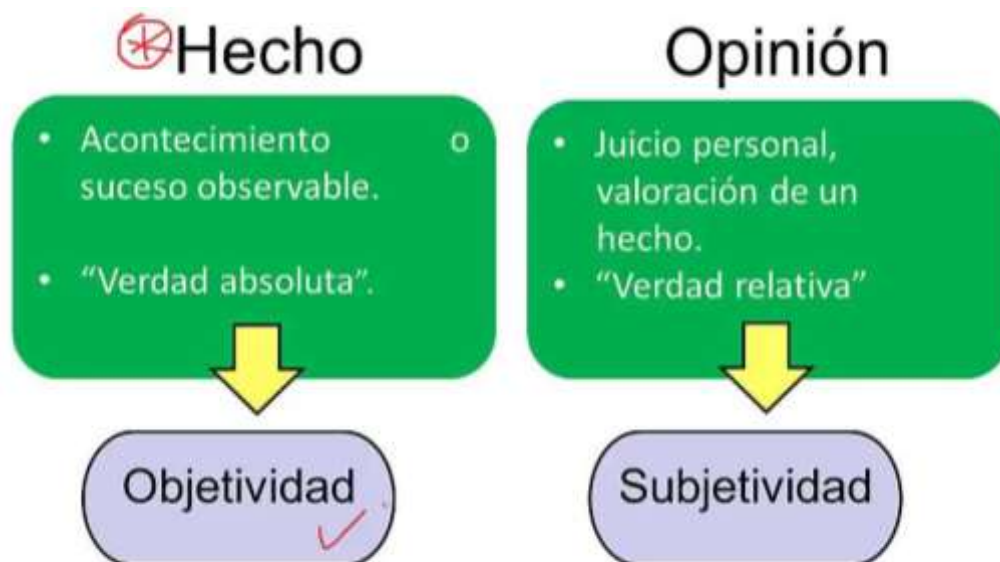 Hecho
• Acontecimiento o
suceso observable.
• “Verdad absoluta”.
Objetividad
Opinión
• Juicio personal,
valoración de un
hecho.
• “Verdad relativa”
Subjetividad